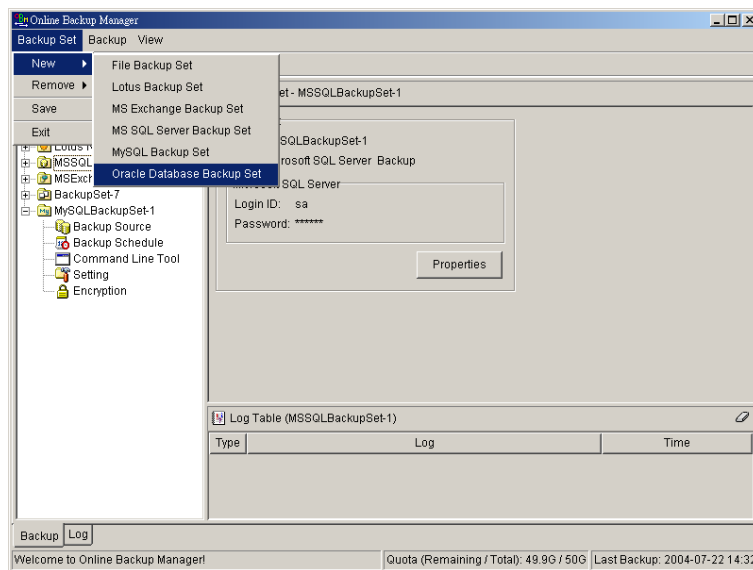 Online Backup Manager
Backup Set Backup View
New
Remove
Save
Exit
File Backup Set
Lotus Backup Set
MS Exchange Backup Set
MS SQL Server Backup Set
MySQL Backup Set
Oracle Database Backup Set
et - MSSQLBackupSet-1
SQLBackupSet-1
rosoft SQL Server Backup
SQL Server
Login ID: sa
Password: ******
Properties
MSSQL
MSExch
BackupSet-7
MySQLBackupSet-1
Backup Source
Backup Schedule
Command Line Tool
Setting
Encryption
Log Table (MSSQLBackupSet-1)
Type Log Time
Backup Log
Welcome to Online Backup Manager! Quota (Remaining / Total): 49.9G / 50G Last Backup: 2004-07-22 14:3